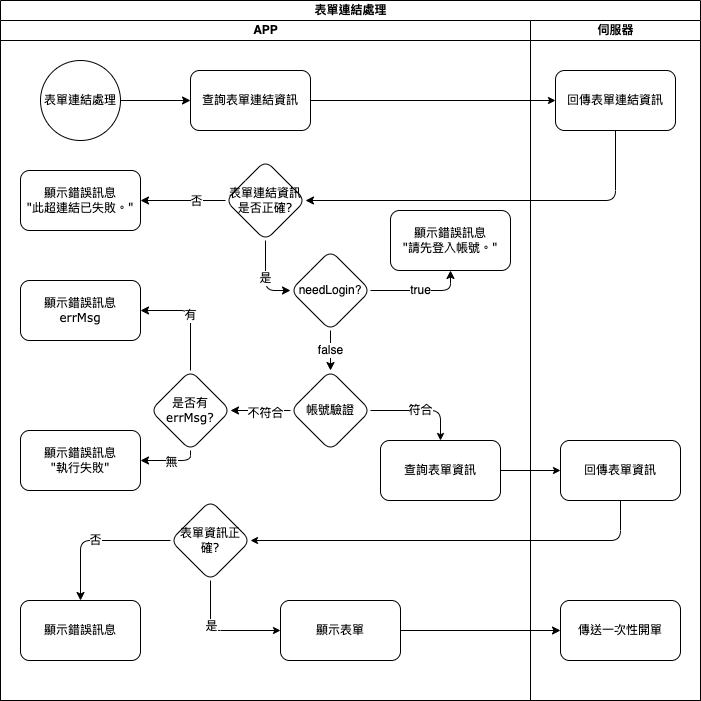 表單連結處理
APP
伺服器
表單連結處理
查詢表單連結資訊
回傳表單連結資訊
顯示錯誤訊息
"此超連結已失敗。"
否
表單連結資訊
是否正確?
顯示錯誤訊息
"請先登入帳號。"
是
needLogin?
true
顯示錯誤訊息
errMsg
有
false
是否有
errMsg?
不符合
帳號驗證
符合
顯示錯誤訊息
"執行失敗"
無
查詢表單資訊
回傳表單資訊
否
表單資訊正
確?
顯示錯誤訊息
是
顯示表單
傳送一次性開單